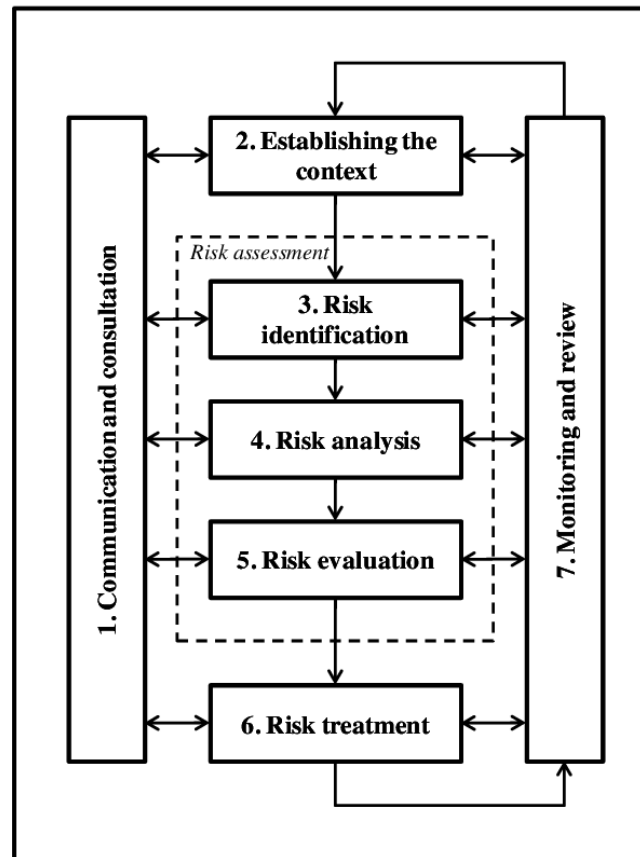 1. Communication and consultation
2. Establishing the
context
Risk assessment
3. Risk
identification
4. Risk analysis
5. Risk evaluation
6. Risk treatment
7. Monitoring and review